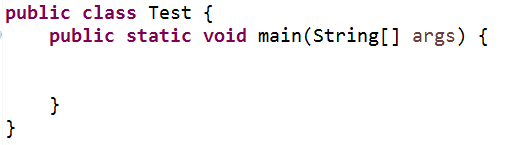 public class Test {
    public static void main(String[] args) {
    }
}